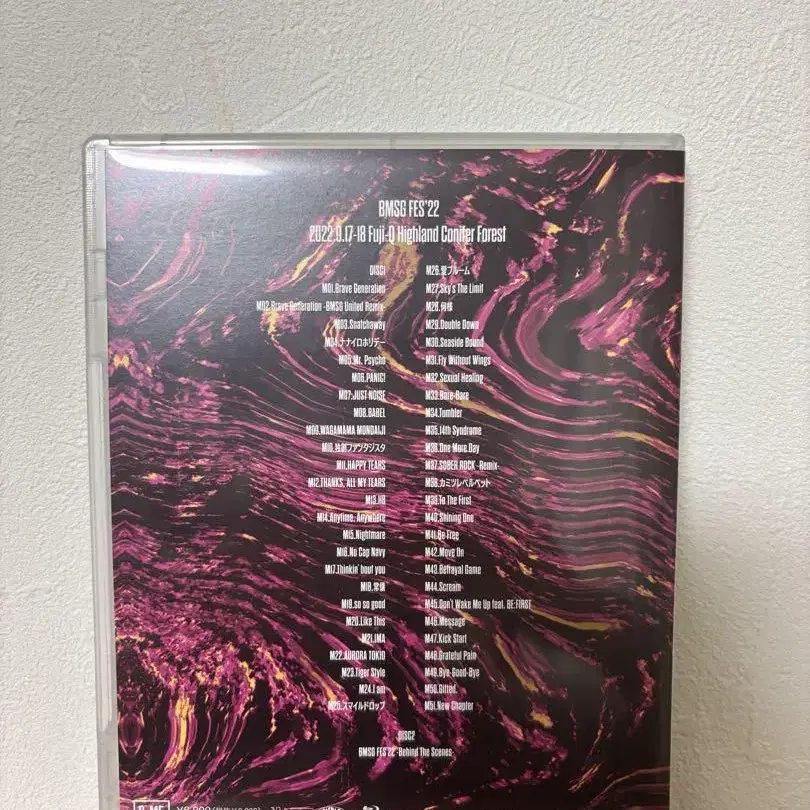 BMSG FES'22
2022.9.17-18 Fuji-Q Highland Conifer Forest
DISC1
M01.Brave Generation
M02.Brave Generation -BMSG United Remix-
M03.Snatchaway
M04.ナナイロホリデー
M05.Mr. Psycho
M06.PANIC!
M07.JUST NOISE
M08.BABEL
M09.WAGAMAMA MONDAIJI
M10.独創ファンタジスタ
M11.HAPPY TEARS
M12.THANKS, ALL MY TEARS
M13.H8
M14.Anytime, Anywhere
M15.Nightmare
M16.No Cap Navy
M17.Thinkin' bout you
M18.常懐
M19.so so good
M20.Like This
M21.IMA
M22.AURORA TOKIO
M23.Tiger Style
M24.I am
M25.スマイルドロップ
M26.愛ブルーム
M27.Sky's The Limit
M28.何様
M29.Double Down
M30.Seaside Bound
M31.Fly Without Wings
M32.Sexual Healing
M33.Bare-Bare
M34.Tumbler
M35.14th Syndrome
M36.One More Day
M37.SOBER ROCK -Remix-
M38.カミツレベルベット
M39.To The First
M40.Shining One
M41.Be Free
M42.Move On
M43.Betrayal Game
M44.Scream
M45.Don't Wake Me Up feat. BE:FIRST
M46.Message
M47.Kick Start
M48.Grateful Pain
M49.Bye-Good-Bye
M50.Gifted.
M51.New Chapter
DISC2
BMSG FES'22 -Behind The Scenes-